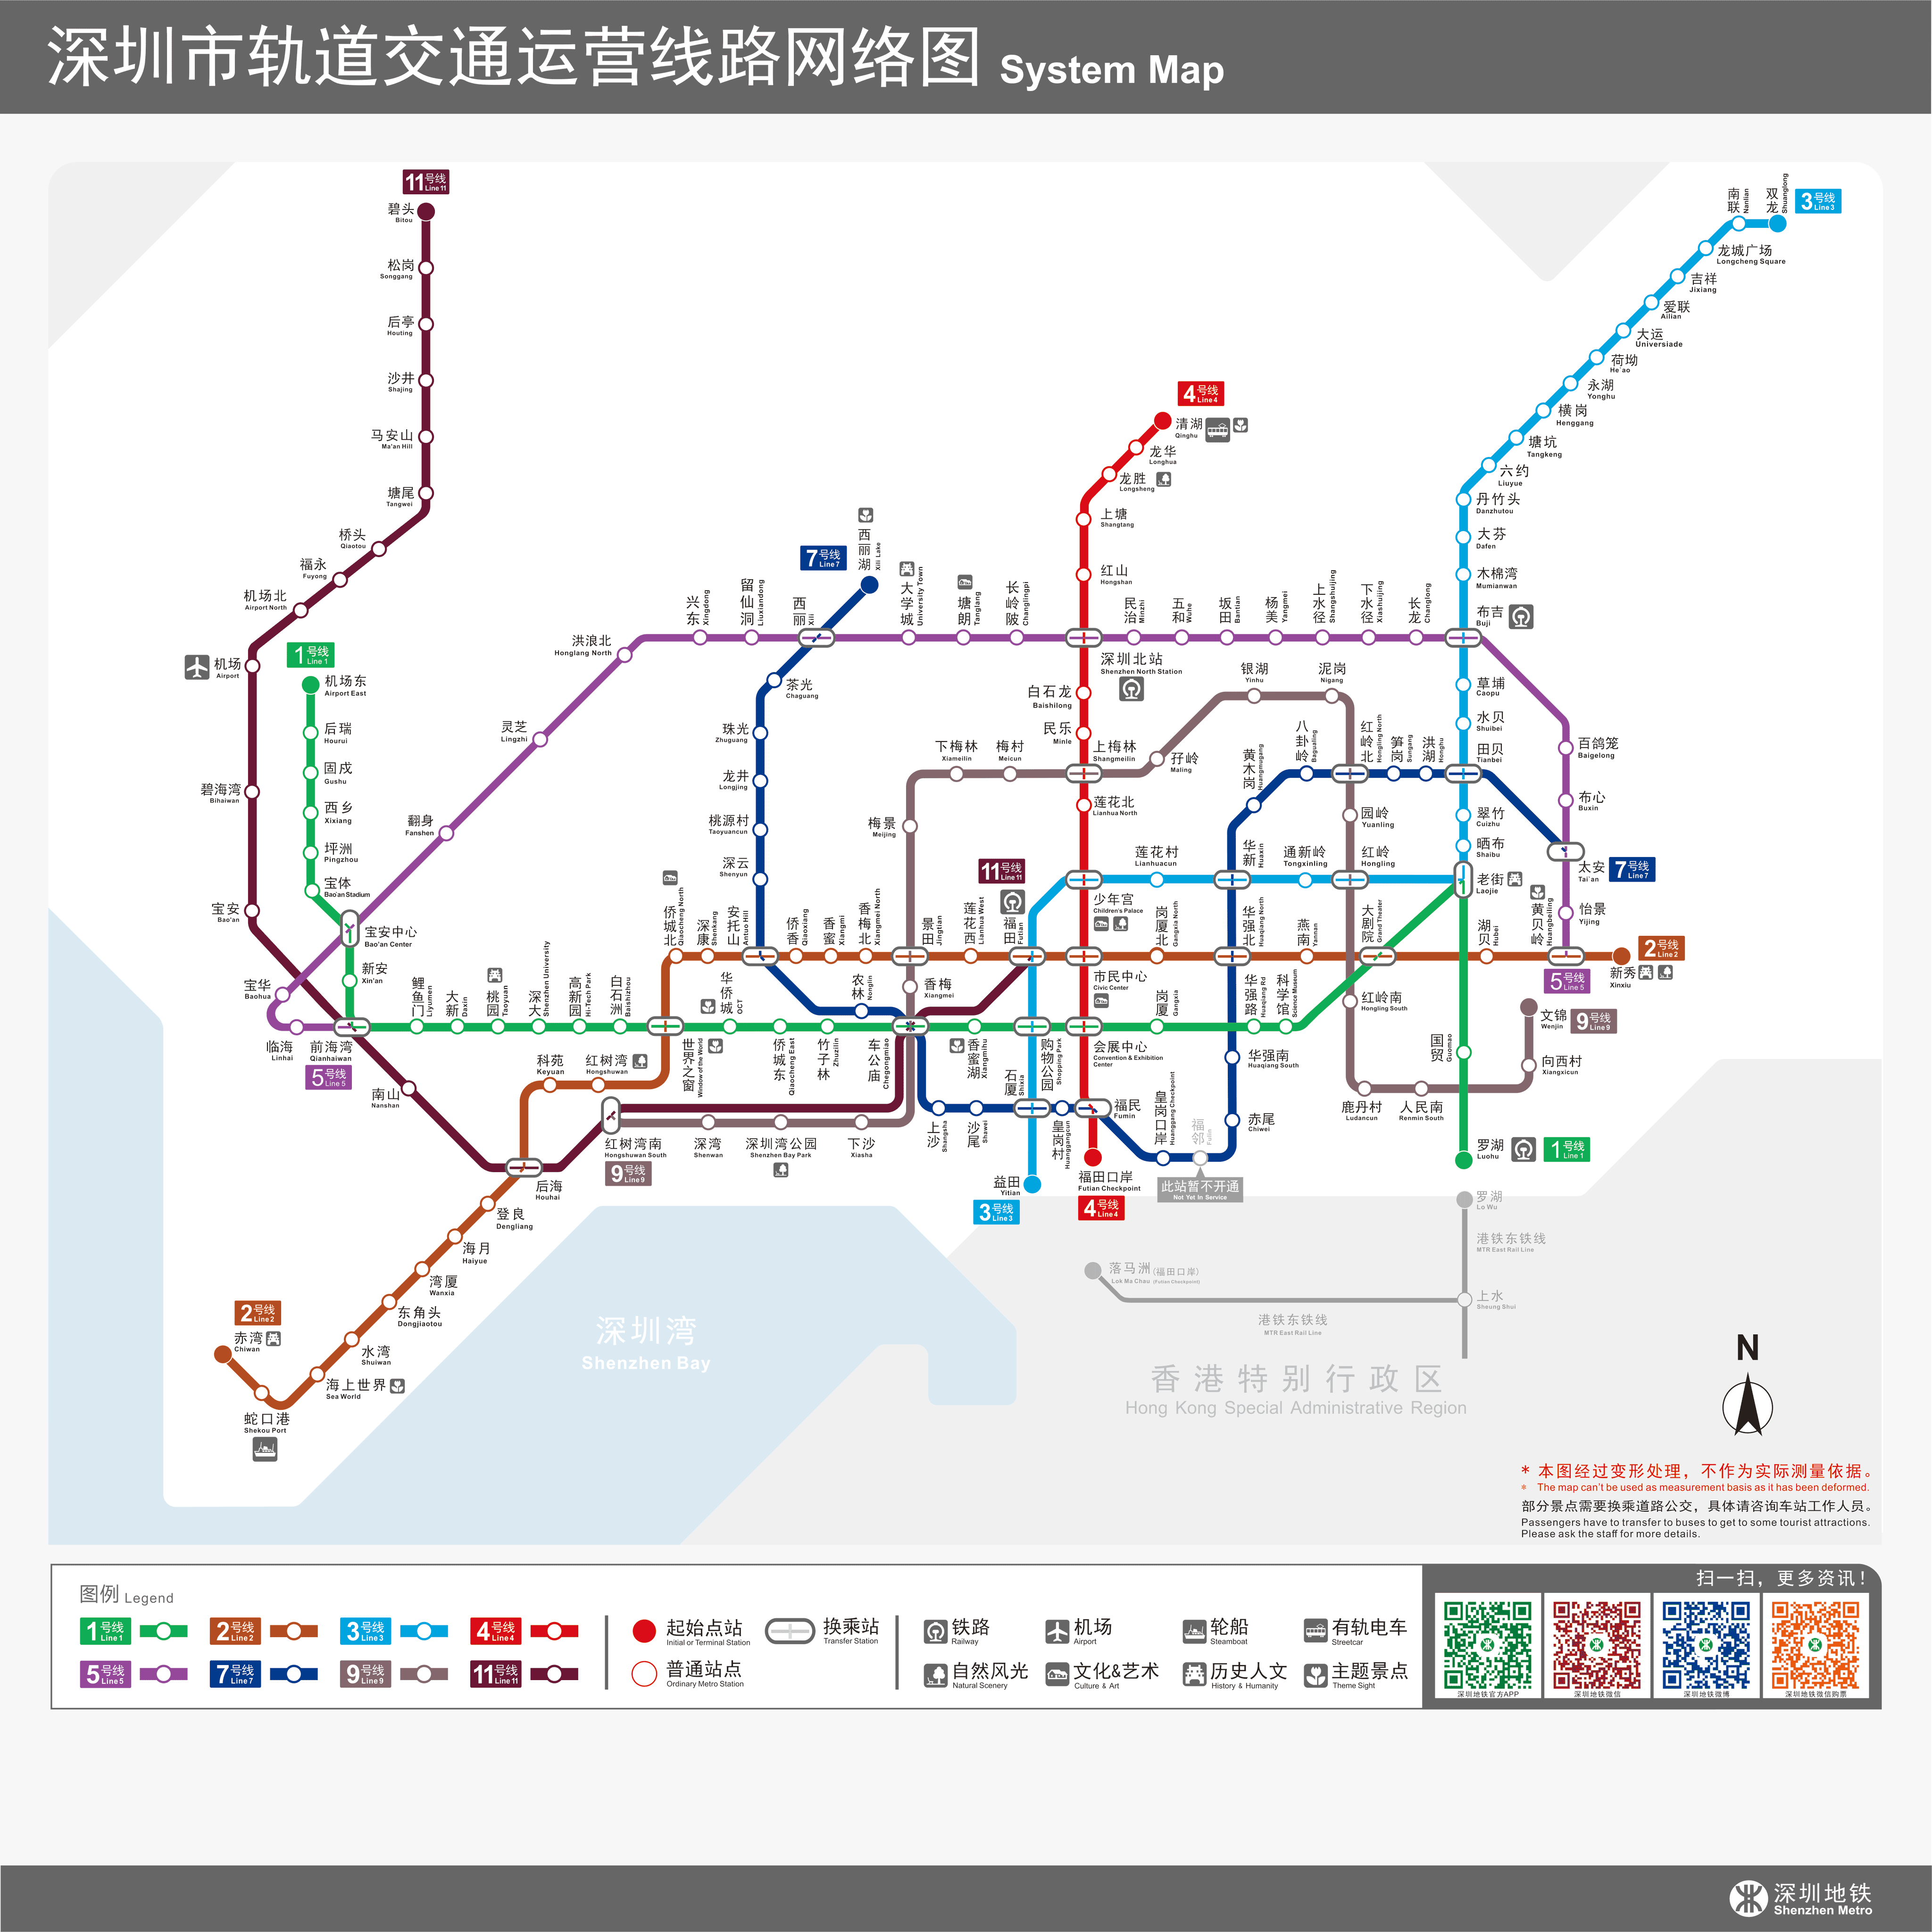 深圳市轨道交通运营线路网络图 System Map
11号线
Line 11
碧头
Bitou
松岗
Songgang
后亭
Houting
沙井
Shajing
马安山
Ma'an Hill
塘尾
Tangwei
桥头
Qiaotou
福永
Fuyong
机场北
Airport North
机场
Airport
碧海湾
Bihaiwan
宝安
Bao'an
南山
Nanshan
1号线
Line 1
机场东
Airport East
后瑞
Hourui
固戍
Gushu
西乡
Xixiang
坪洲
Pingzhou
宝体
Bao'an Stadium
宝安中心
Bao'an Center
新安
Xin'an
宝华
Baohua
临海
Linhai
前海湾
Qianhaiwan
5号线
Line 5
鲤鱼门
Liyumen
大新
Daxin
桃园
Taoyuan
深大
Shenzhen University
高新园
Hi-Tech Park
白石洲
Baishizhou
世界之窗
Window of the World
华侨城
OCT
侨城东
Qiaocheng East
竹子林
Zhuzilin
车公庙
Chegongmiao
香蜜湖
Xiangmihu
购物公园
Shopping Park
会展中心
Convention & Exhibition
Center
岗厦
Gangxia
华强路
Huaqiang Rd
科学馆
Science Museum
大剧院
Grand Theater
老街
Laojie
国贸
Guomao
罗湖
Luohu
1号线
Line 1
翻身
Fanshen
灵芝
Lingzhi
洪浪北
Honglang North
兴东
Xingdong
留仙洞
Liuxiandong
西丽
Xili
大学城
University Town
塘朗
Tanglang
长岭陂
Changlingpi
深圳北站
Shenzhen North Station
民治
Minzhi
五和
Wuhe
坂田
Bantian
杨美
Yangmei
上水径
Shangshuijing
下水径
Xiashuijing
长龙
Changlong
布吉
Buji
百鸽笼
Baigelong
布心
Buxin
太安
Tai'an
7号线
Line 7
怡景
Yijing
黄贝岭
Huangbeiling
5号线
Line 5
7号线
Line 7
西丽湖
Xili Lake
茶光
Chaguang
珠光
Zhuguang
龙井
Longjing
桃源村
Taoyuancun
深云
Shenyun
安托山
Antuo Hill
农林
Nonglin
上沙
Shangsha
沙尾
Shawei
石厦
Shixia
皇岗村
Huanggangcun
福民
Fumin
皇岗口岸
Huanggang Checkpoint
福邻
Fulin
此站暂不开通
Not Yet In Service
赤尾
Chiwei
华强南
Huaqiang South
华强北
Huaqiang North
华新
Huaxin
黄木岗
Huangmugang
八卦岭
Bagualing
红岭北
Hongling North
笋岗
Sungang
洪湖
Honghu
田贝
Tianbei
4号线
Line 4
清湖
Qinghu
龙华
Longhua
龙胜
Longsheng
上塘
Shangtang
红山
Hongshan
白石龙
Baishilong
民乐
Minle
上梅林
Shangmeilin
莲花北
Lianhua North
少年宫
Children's Palace
市民中心
Civic Center
福田口岸
Futian Checkpoint
4号线
Line 4
3号线
Line 3
双龙
Shuanglong
南联
Nanlian
龙城广场
Longcheng Square
吉祥
Jixiang
爱联
Ailian
大运
Universiade
荷坳
He'ao
永湖
Yonghu
横岗
Henggang
塘坑
Tangkeng
六约
Liuyue
丹竹头
Danzhutou
大芬
Dafen
木棉湾
Mumianwan
草埔
Caopu
水贝
Shuibei
翠竹
Cuizhu
晒布
Shaibu
红岭
Hongling
通新岭
Tongxinling
莲花村
Lianhuacun
11号线
Line 11
福田
Futian
益田
Yitian
3号线
Line 3
下梅林
Xiameilin
梅村
Meicun
孖岭
Maling
银湖
Yinhu
泥岗
Nigang
园岭
Yuanling
红岭南
Hongling South
鹿丹村
Ludancun
人民南
Renmin South
向西村
Xiangxicun
文锦
Wenjin
9号线
Line 9
梅景
Meijing
景田
Jingtian
香梅
Xiangmei
下沙
Xiasha
深圳湾公园
Shenzhen Bay Park
深湾
Shenwan
红树湾南
Hongshuwan South
9号线
Line 9
2号线
Line 2
新秀
Xinxiu
湖贝
Hubei
燕南
Yannan
岗厦北
Gangxia North
莲花西
Lianhua West
香梅北
Xiangmei North
香蜜
Xiangmi
侨香
Qiaoxiang
深康
Shenkang
侨城北
Qiaocheng North
红树湾
Hongshuwan
科苑
Keyuan
后海
Houhai
登良
Dengliang
海月
Haiyue
湾厦
Wanxia
东角头
Dongjiaotou
水湾
Shuiwan
海上世界
Sea World
蛇口港
Shekou Port
赤湾
Chiwan
2号线
Line 2
深圳湾
Shenzhen Bay
罗湖
Lo Wu
港铁东铁线
MTR East Rail Line
上水
Sheung Shui
落马洲(福田口岸)
Lok Ma Chau (Futian Checkpoint)
港铁东铁线
MTR East Rail Line
香港特别行政区
Hong Kong Special Administrative Region
N
* 本图经过变形处理，不作为实际测量依据。
* The map can't be used as measurement basis as it has been deformed.
部分景点需要换乘道路公交，具体请咨询车站工作人员。
Passengers have to transfer to buses to get to some tourist attractions.
Please ask the staff for more details.
图例 Legend
1号线
Line 1
2号线
Line 2
3号线
Line 3
4号线
Line 4
5号线
Line 5
7号线
Line 7
9号线
Line 9
11号线
Line 11
起始点站
Initial or Terminal Station
换乘站
Transfer Station
普通站点
Ordinary Metro Station
铁路
Railway
机场
Airport
轮船
Steamboat
有轨电车
Streetcar
自然风光
Natural Scenery
文化&艺术
Culture & Art
历史人文
History & Humanity
主题景点
Theme Sight
扫一扫，更多资讯！
深圳地铁官方APP
深圳地铁微信
深圳地铁微博
深圳地铁微信购票
深圳地铁
Shenzhen Metro